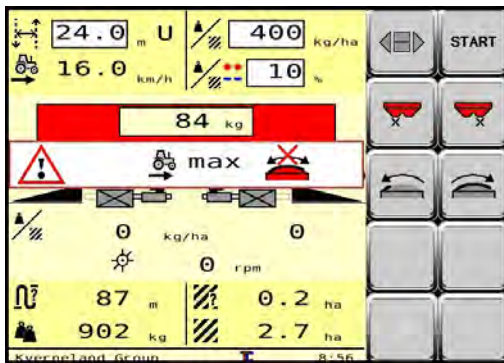 24.0 m U 400 kg/ha START
16.0 km/h 10 %
84 kg
max
X X
0 kg/ha 0
0 rpm
? 87 m ? 0.2 ha
902 kg 2.7 ha
Kverneland Group 8:56